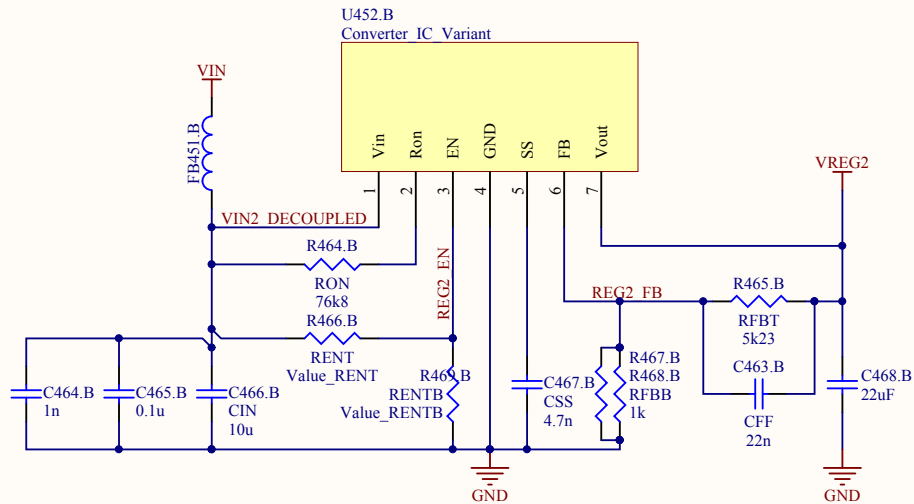 U452.B
Converter_IC_Variant
VIN
FB451.B
Vin
Ron
EN
GND
SS
FB
Vout
1
2
3
4
5
6
7
VREG2
VIN2_DECOUPLED
R464.B
RON
76k8
REG2_EN
REG2_FB
R465.B
RFBT
5k23
R466.B
RENT
Value_RENT
C464.B
1n
C465.B
0.1u
C466.B
CIN
10u
R469.B
RENTB
Value_RENTB
C467.B
CSS
4.7n
R467.B
R468.B
RFBB
1k
C463.B
CFF
22n
C468.B
22uF
GND
GND